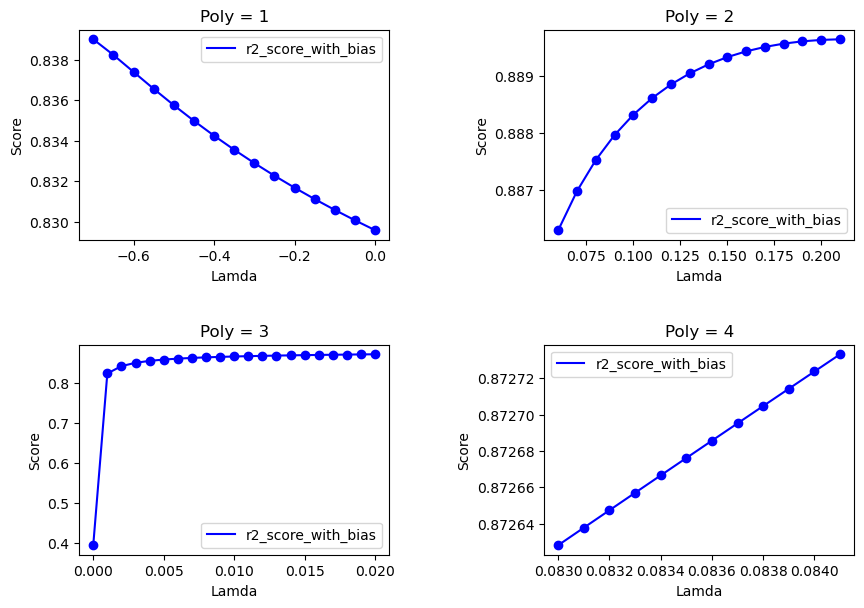 Poly = 1
Score
0.838
0.836
0.834
0.832
0.830
r2_score_with_bias
−0.6 −0.4 −0.2 0.0
Lamda
Poly = 2
Score
0.889
0.888
0.887
r2_score_with_bias
0.075 0.100 0.125 0.150 0.175 0.200
Lamda
Poly = 3
Score
0.8
0.7
0.6
0.5
0.4
r2_score_with_bias
0.000 0.005 0.010 0.015 0.020
Lamda
Poly = 4
Score
r2_score_with_bias
0.87272
0.87270
0.87268
0.87266
0.87264
0.0830 0.0832 0.0834 0.0836 0.0838 0.0840
Lamda